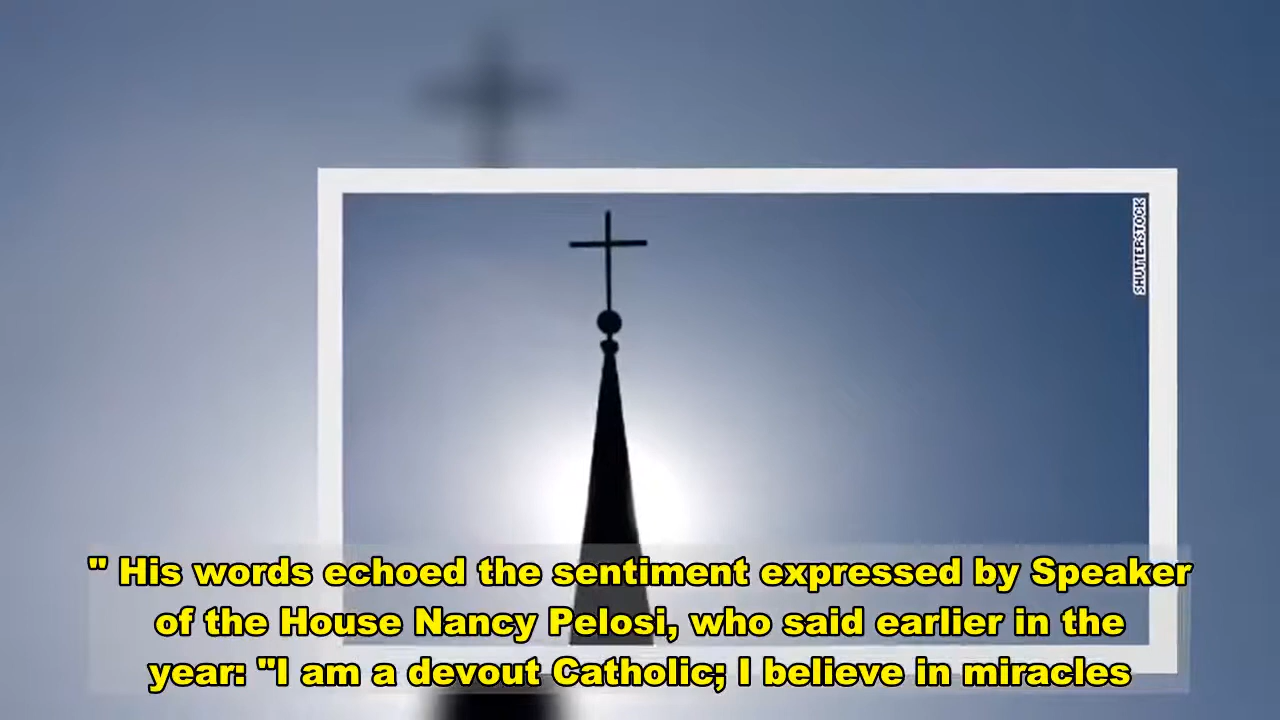 SHUTTERSTOCK
" His words echoed the sentiment expressed by Speaker
of the House Nancy Pelosi, who said earlier in the
year: "I am a devout Catholic; I believe in miracles